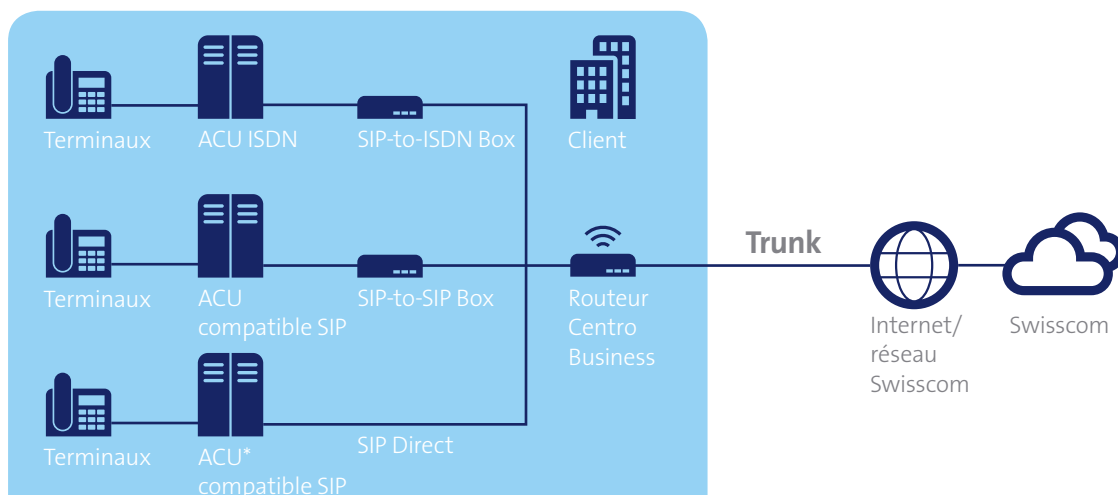 Terminaux
ACU ISDN
SIP-to-ISDN Box
Client
Trunk
Terminaux
ACU
compatible SIP
SIP-to-SIP Box
Routeur
Centro
Business
Internet/
réseau
Swisscom
Swisscom
Terminaux
ACU*
compatible SIP
SIP Direct